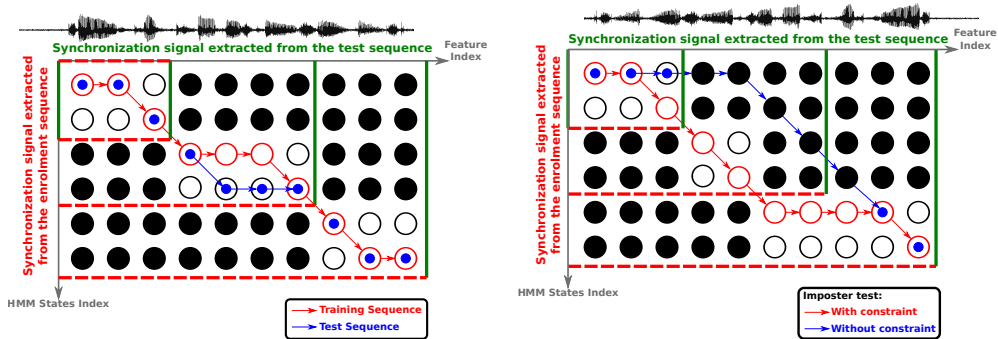 Synchronization signal extracted from the test sequence
Feature
Index
Synchronization signal extracted
from the enrolment sequence
HMM States Index
Training Sequence
Test Sequence
Synchronization signal extracted from the test sequence
Feature
Index
Synchronization signal extracted
from the enrolment sequence
HMM States Index
Imposter test:
With constraint
Without constraint